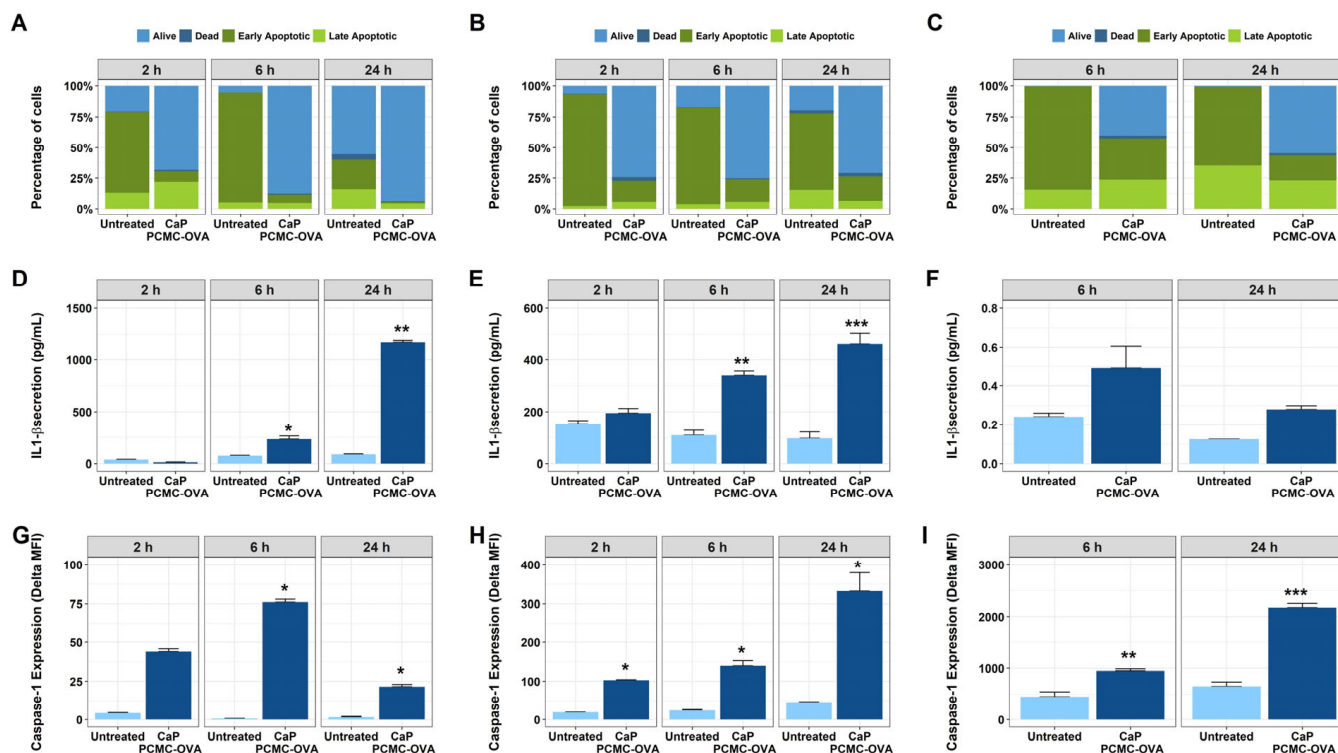 A
Alive Dead Early Apoptotic Late Apoptotic
2 h 6 h 24 h
Percentage of cells
100%
75%
50%
25%
0%
Untreated CaP Untreated CaP Untreated CaP
PCMC-OVA PCMC-OVA PCMC-OVA
B
Alive Dead Early Apoptotic Late Apoptotic
2 h 6 h 24 h
Percentage of cells
100%
75%
50%
25%
0%
Untreated CaP Untreated CaP Untreated CaP
PCMC-OVA PCMC-OVA PCMC-OVA
C
Alive Dead Early Apoptotic Late Apoptotic
6 h 24 h
Percentage of cells
100%
75%
50%
25%
0%
Untreated CaP Untreated CaP
PCMC-OVA PCMC-OVA
D
2 h 6 h 24 h
IL1-βsecretion (pg/mL)
1500
1000
500
0
* **
Untreated CaP Untreated CaP Untreated CaP
PCMC-OVA PCMC-OVA PCMC-OVA
E
2 h 6 h 24 h
IL1-βsecretion (pg/mL)
600
400
200
0
** ***
Untreated CaP Untreated CaP Untreated CaP
PCMC-OVA PCMC-OVA PCMC-OVA
F
6 h 24 h
IL1-βsecretion (pg/mL)
0.8
0.6
0.4
0.2
0.0
Untreated CaP Untreated CaP
PCMC-OVA PCMC-OVA
G
2 h 6 h 24 h
Caspase-1 Expression (Delta MFI)
100
75
50
25
0
* *
Untreated CaP Untreated CaP Untreated CaP
PCMC-OVA PCMC-OVA PCMC-OVA
H
2 h 6 h 24 h
Caspase-1 Expression (Delta MFI)
400
300
200
100
0
* * *
Untreated CaP Untreated CaP Untreated CaP
PCMC-OVA PCMC-OVA PCMC-OVA
I
6 h 24 h
Caspase-1 Expression (Delta MFI)
3000
2000
1000
0
** ***
Untreated CaP Untreated CaP
PCMC-OVA PCMC-OVA